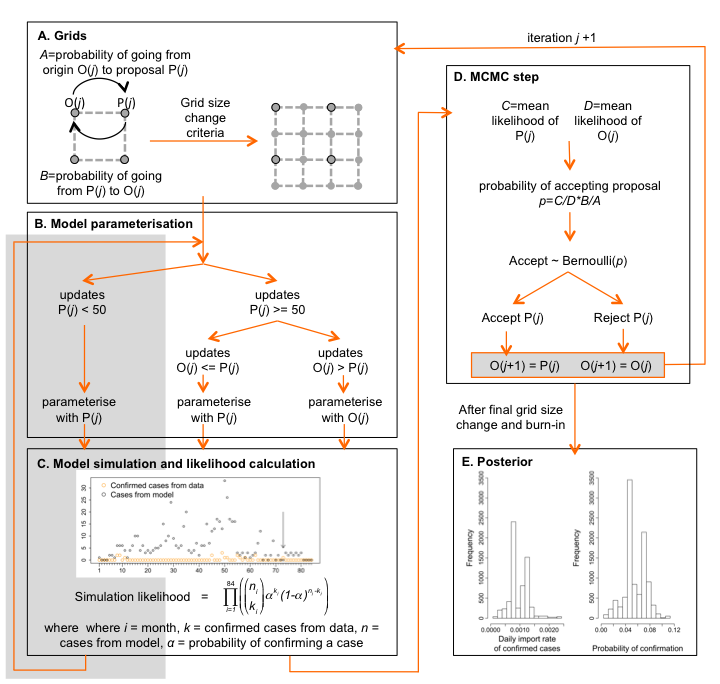 A. Grids
A=probability of going from
origin O(j) to proposal P(j)
O(j)
P(j)
Grid size
change
criteria
B=probability of going
from P(j) to O(j)
B. Model parameterisation
updates
P(j) < 50
updates
P(j) >= 50
updates
O(j) <= P(j)
updates
O(j) > P(j)
parameterise
with P(j)
parameterise
with P(j)
parameterise
with O(j)
C. Model simulation and likelihood calculation
Confirmed cases from data
Cases from model
30
25
20
15
10
5
0
1 10 20 30 40 50 60 70 80
Simulation likelihood = ∏_{i=1}^{84} ((n_i k_i) α^{k_i} (1-α)^{n_i-k_i})
where where i = month, k = confirmed cases from data, n =
cases from model, α = probability of confirming a case
iteration j +1
D. MCMC step
C=mean
likelihood of
P(j)
D=mean
likelihood of
O(j)
probability of accepting proposal
p=C/D*B/A
Accept ~ Bernoulli(p)
Accept P(j)
Reject P(j)
O(j+1) = P(j)
O(j+1) = O(j)
After final grid size
change and burn-in
E. Posterior
Frequency
3500
3000
2500
2000
1500
1000
500
0
0.0000 0.0010 0.0020
Daily import rate
of confirmed cases
Frequency
3500
3000
2500
2000
1500
1000
500
0
0.00 0.04 0.08 0.12
Probability of confirmation